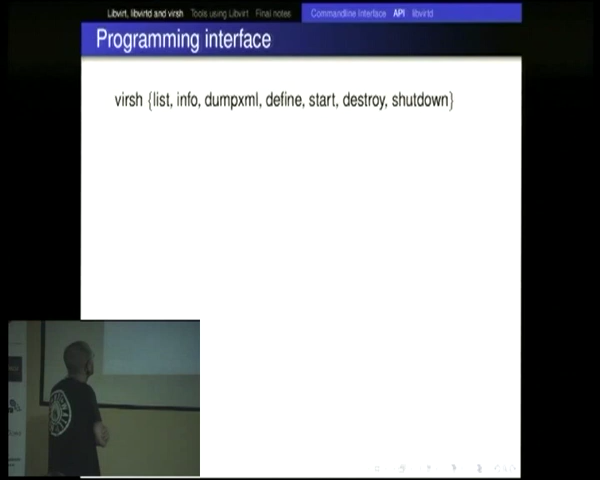 Libvirt, libvirtd and virsh Tools using Libvirt Final notes Commandline Interface API libvirtd
Programming interface
virsh {list, info, dumpxml, define, start, destroy, shutdown}